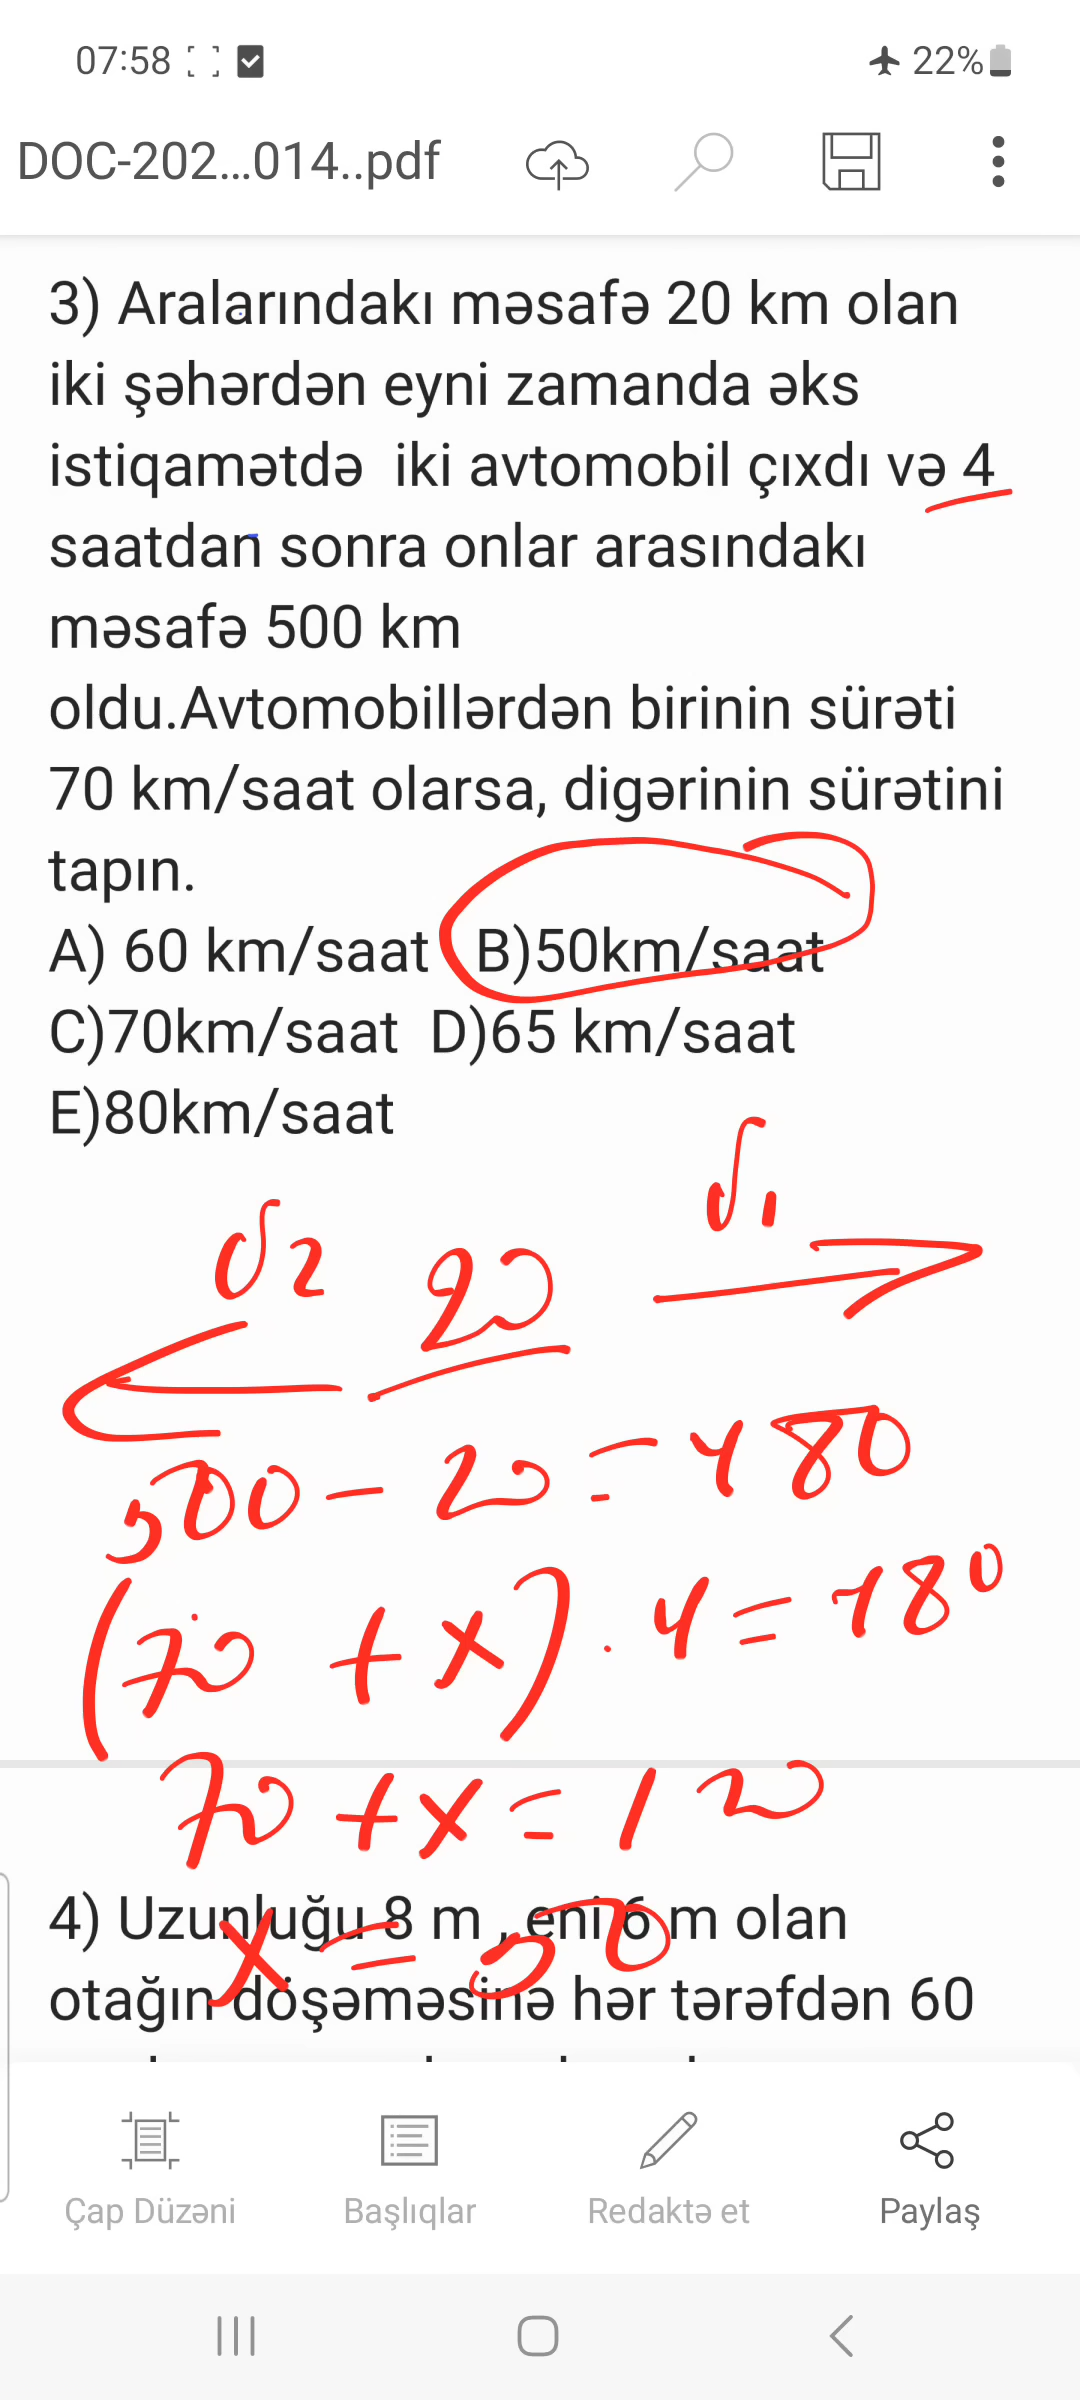 07:58
22%
DOC-202...014..pdf
3) Aralarındakı məsafə 20 km olan
iki şəhərdən eyni zamanda əks
istiqamətdə iki avtomobil çıxdı və 4
saatdan sonra onlar arasındakı
məsafə 500 km
oldu.Avtomobillərdən birinin sürəti
70 km/saat olarsa, digərinin sürətini
tapın.
A) 60 km/saat B)50km/saat
C)70km/saat D)65 km/saat
E)80km/saat
20
500 - 20 = 480
(70 + x) . 4 = 480
70 + x = 120
x = 50
4) Uzunluğu 8 m , eni 6 m olan
otağın döşəməsinə hər tərəfdən 60
Çap Düzəni
Başlıqlar
Redaktə et
Paylaş